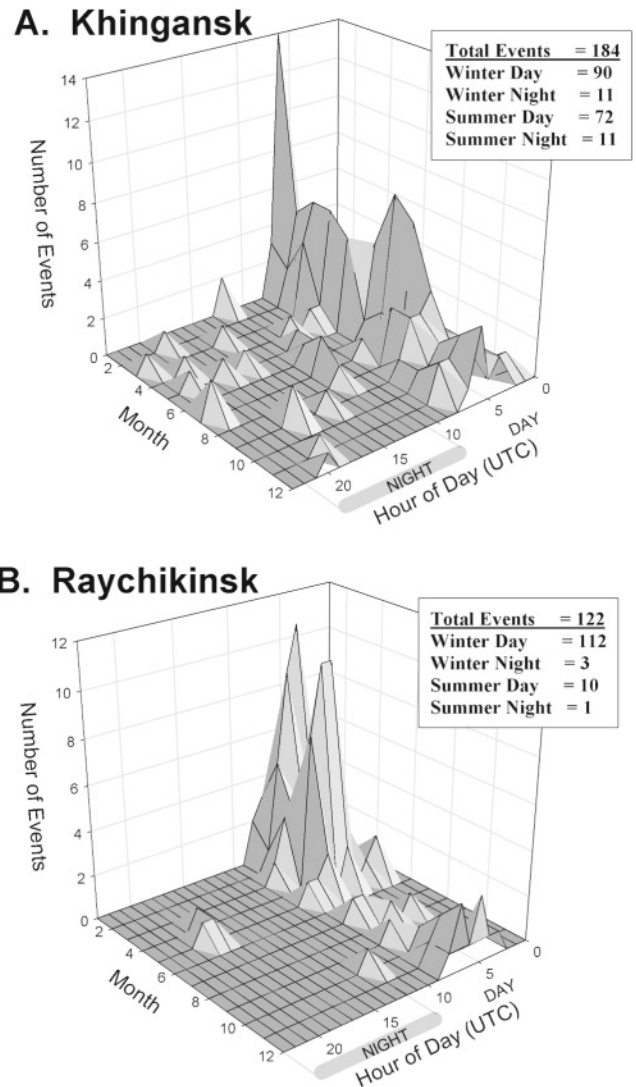 A. Khingansk
Total Events = 184
Winter Day = 90
Winter Night = 11
Summer Day = 72
Summer Night = 11
Number of Events
14
12
10
8
6
4
2
0
2
4
6
8
10
12
Month
20
15
10
5
0
NIGHT
DAY
Hour of Day (UTC)
B. Raychikinsk
Total Events = 122
Winter Day = 112
Winter Night = 3
Summer Day = 10
Summer Night = 1
Number of Events
12
10
8
6
4
2
0
2
4
6
8
10
12
Month
20
15
10
5
0
NIGHT
DAY
Hour of Day (UTC)